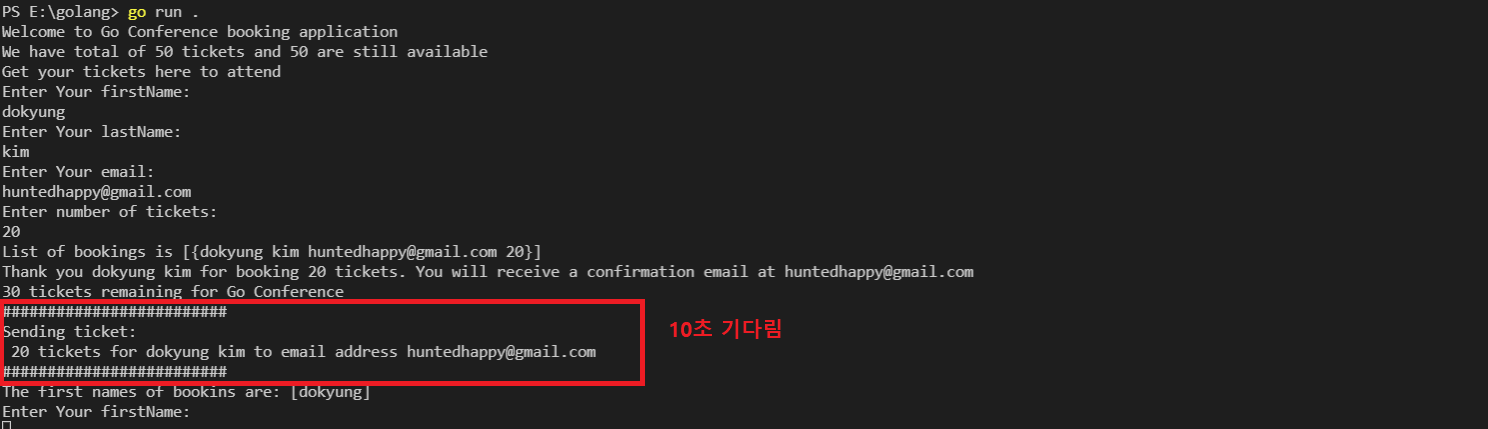 PS E:\golang> go run .
Welcome to Go Conference booking application
We have total of 50 tickets and 50 are still available
Get your tickets here to attend
Enter Your firstName:
dokyung
Enter Your lastName:
kim
Enter Your email:
huntedhappy@gmail.com
Enter number of tickets:
20
List of bookings is [{dokyung kim huntedhappy@gmail.com 20}]
Thank you dokyung kim for booking 20 tickets. You will receive a confirmation email at huntedhappy@gmail.com
30 tickets remaining for Go Conference
#########################
Sending ticket:
20 tickets for dokyung kim to email address huntedhappy@gmail.com
#########################
10초 기다림
The first names of bookins are: [dokyung]
Enter Your firstName: